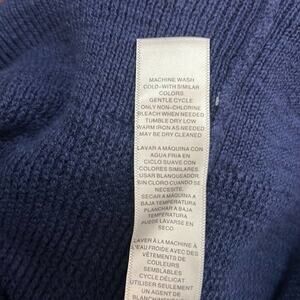 MACHINE WASH
COLD-WITH SIMILAR
COLORS
GENTLE CYCLE
ONLY NON-CHLORINE
BLEACH WHEN NEEDED
TUMBLE DRY LOW
WARM IRON AS NEEDED
MAY BE DRY CLEANED
LAVAR A MÁQUINA CON
AGUA FRIA EN
CICLO SUAVE CON
COLORES SIMILARES.
USAR BLANQUEADOR
SIN CLORO CUANDO SE
NECESITE.
SECAR A MÁQUINA A
BAJA TEMPERATURA
PLANCHAR A BAJA
TEMPERATURA
PUEDE LAVARSE EN
SECO
LAVER À LA MACHINE À
L'EAU FROIDE AVEC DES
VÊTEMENTS DE
COULEURS
SEMBLABLES
CYCLE DÉLICAT
UTILISER SEULEMENT
UN AGENT DE